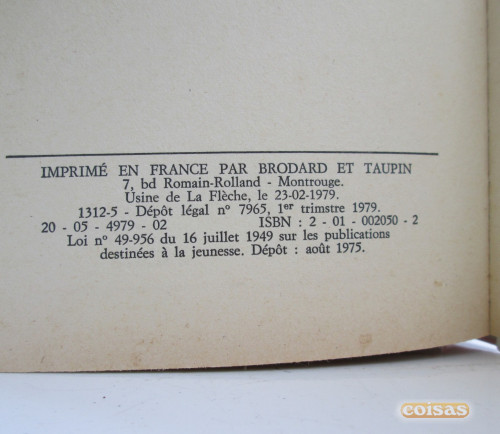 IMPRIMÉ EN FRANCE PAR BRODARD ET TAUPIN
7, bd Romain-Rolland - Montrouge.
Usine de La Flèche, le 23-02-1979.
1312-5 - Dépôt légal n° 7965, 1er trimstre 1979.
20 - 05 - 4979 - 02 ISBN : 2 - 01 - 002050 - 2
Loi n° 49-956 du 16 juillet 1949 sur les publications
destinées à la jeunesse. Dépôt : août 1975.
coisas